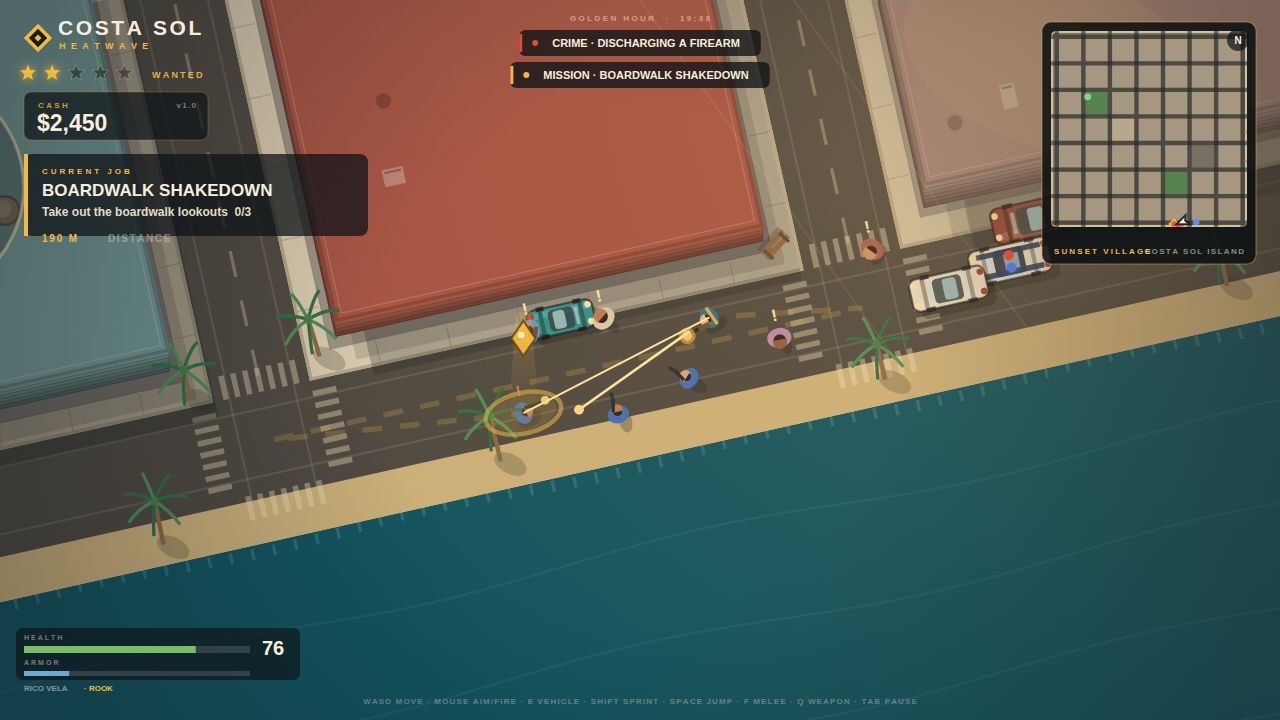 COSTA SOL
HEATWAVE
WANTED
CASH
v1.0
$2,450
CURRENT JOB
BOARDWALK SHAKEDOWN
Take out the boardwalk lookouts 0/3
190 M DISTANCE
GOLDEN HOUR · 19:38
CRIME · DISCHARGING A FIREARM
MISSION · BOARDWALK SHAKEDOWN
N
SUNSET VILLAGE
COSTA SOL ISLAND
!
!
!
!
HEALTH
76
ARMOR
RICO VELA · ROOK
WASD MOVE · MOUSE AIM/FIRE · E VEHICLE · SHIFT SPRINT · SPACE JUMP · F MELEE · Q WEAPON · TAB PAUSE